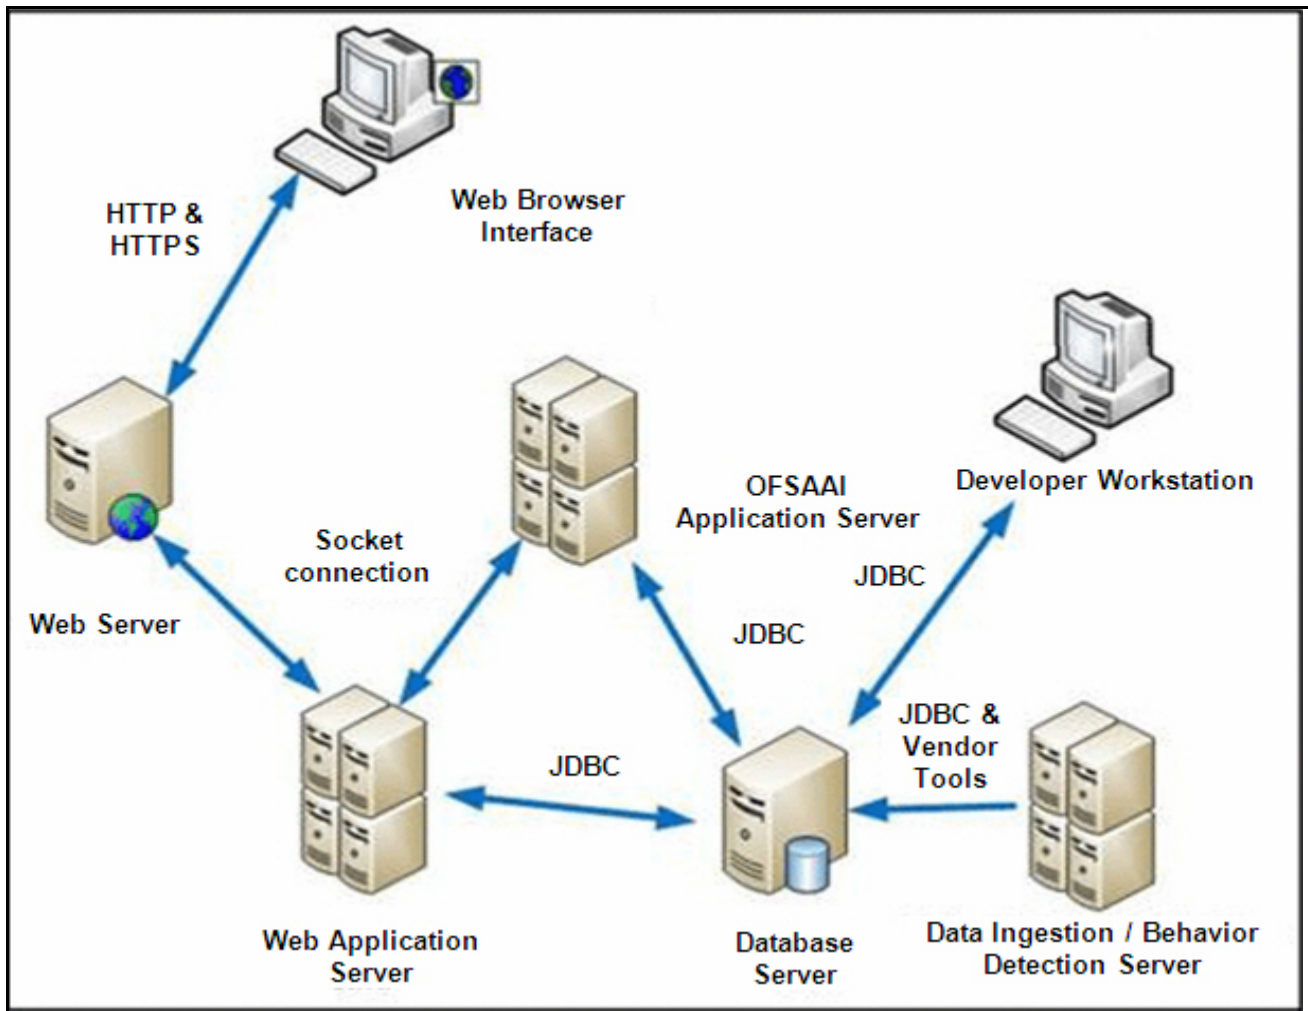 Web Browser
Interface
HTTP &
HTTPS
OFSAAI
Application Server
Developer Workstation
Socket
connection
JDBC
Web Server
JDBC
JDBC &
Vendor
Tools
JDBC
Web Application
Server
Database
Server
Data Ingestion / Behavior
Detection Server